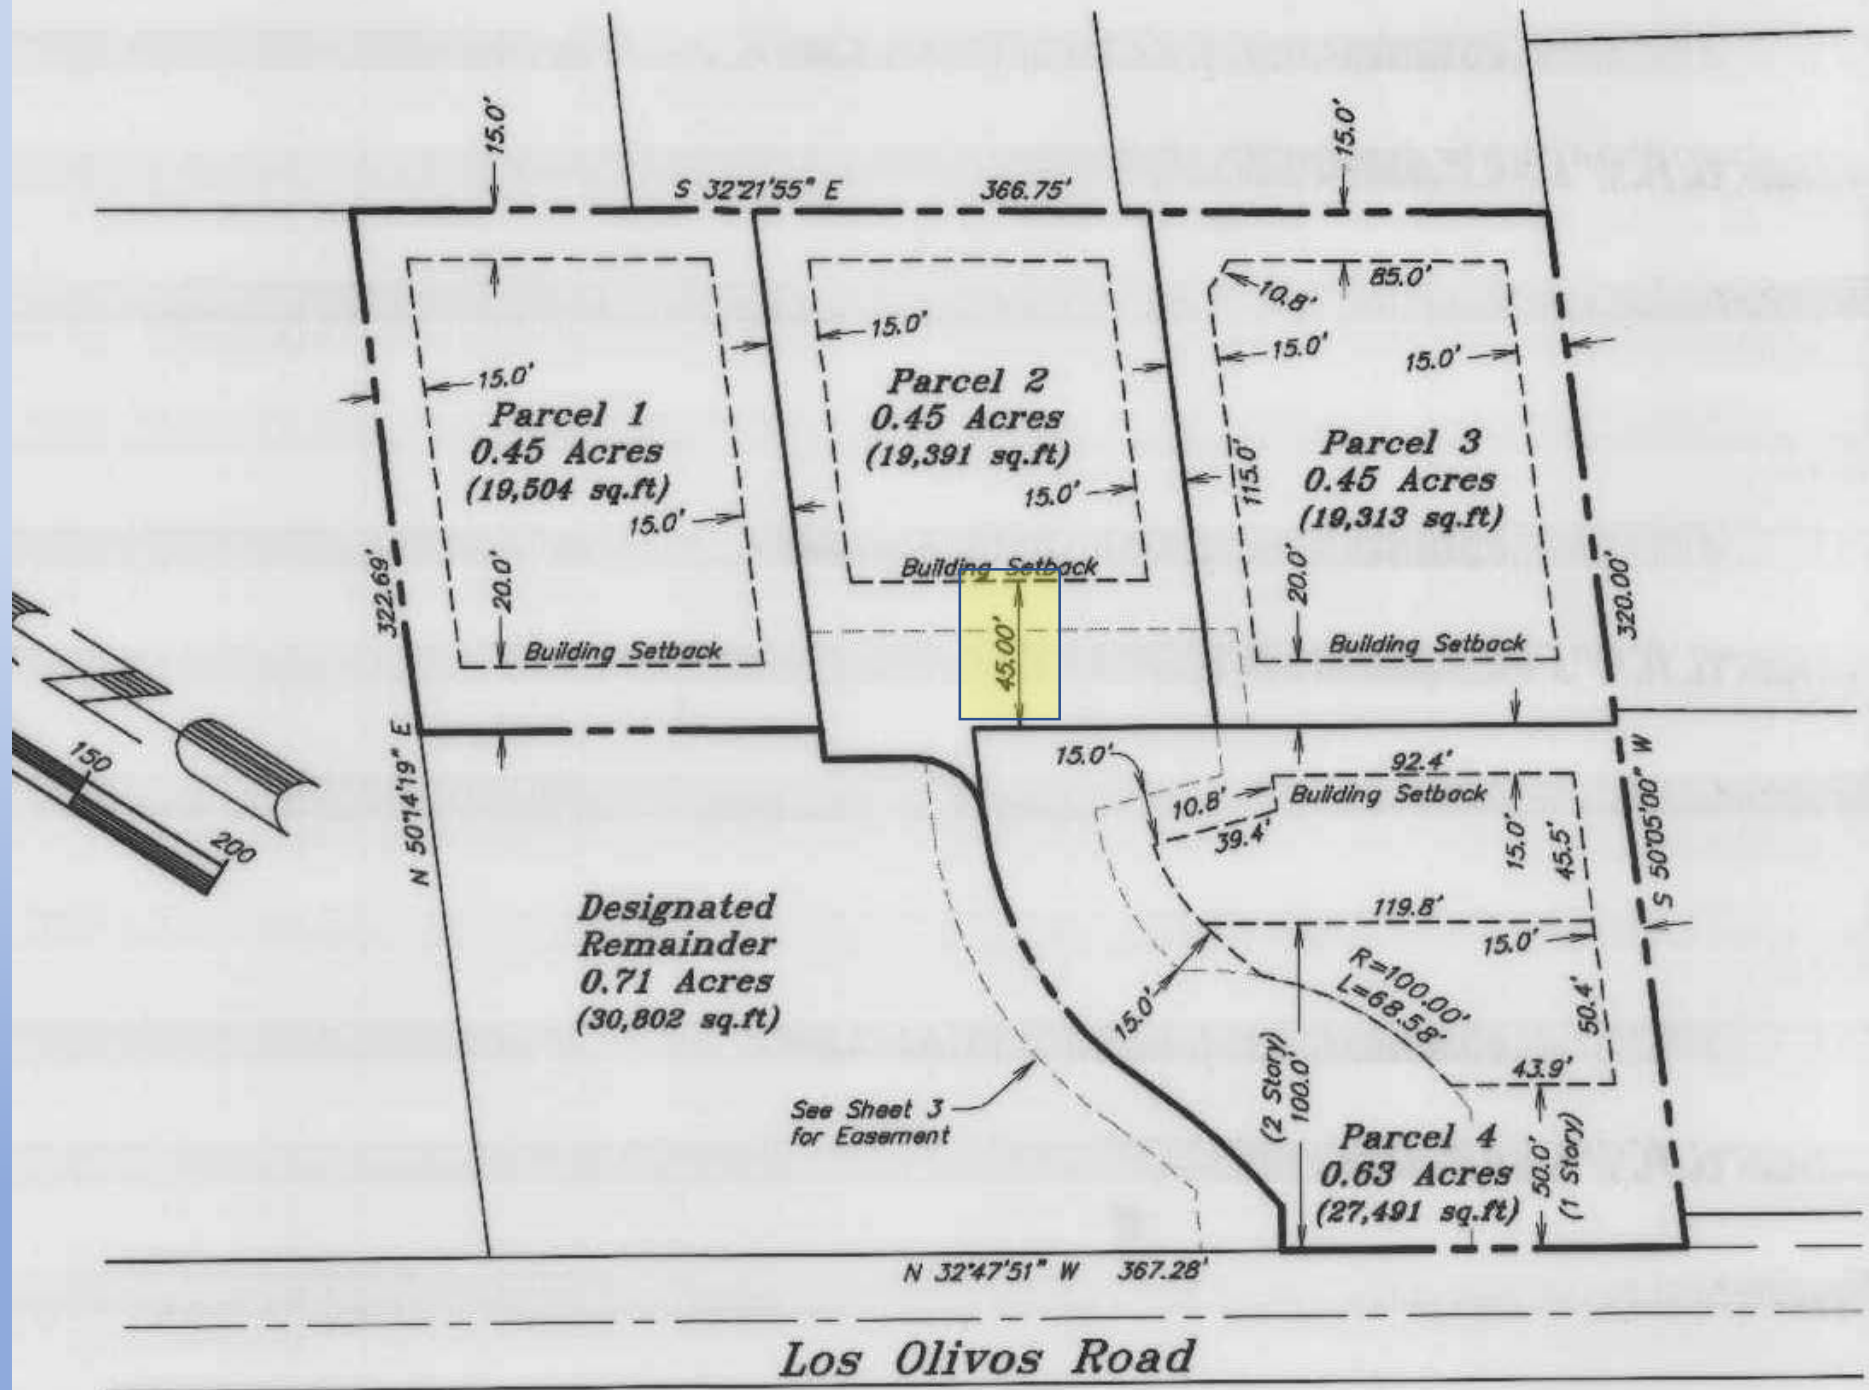 15.0'
15.0'
S 32°21'55" E
366.75'
10.8'
85.0'
15.0'
15.0'
15.0'
15.0'
Parcel 1
0.45 Acres
(19,504 sq.ft)
15.0'
Parcel 2
0.45 Acres
(19,391 sq.ft)
15.0'
115.0'
Parcel 3
0.45 Acres
(19,313 sq.ft)
322.69'
20.0'
Building Setback
Building Setback
45.00'
20.0'
Building Setback
320.00'
N 50°14'19" E
150
200
15.0'
10.8'
39.4'
92.4'
Building Setback
15.0'
45.5'
S 50°05'00" W
Designated
Remainder
0.71 Acres
(30,802 sq.ft)
119.8'
15.0'
15.0'
R=100.00'
L=68.58'
50.4'
43.9'
See Sheet 3
for Easement
(2 Story)
100.0'
Parcel 4
0.63 Acres
(27,491 sq.ft)
50.0'
(1 Story)
N 32°47'51" W
367.28'
Los Olivos Road